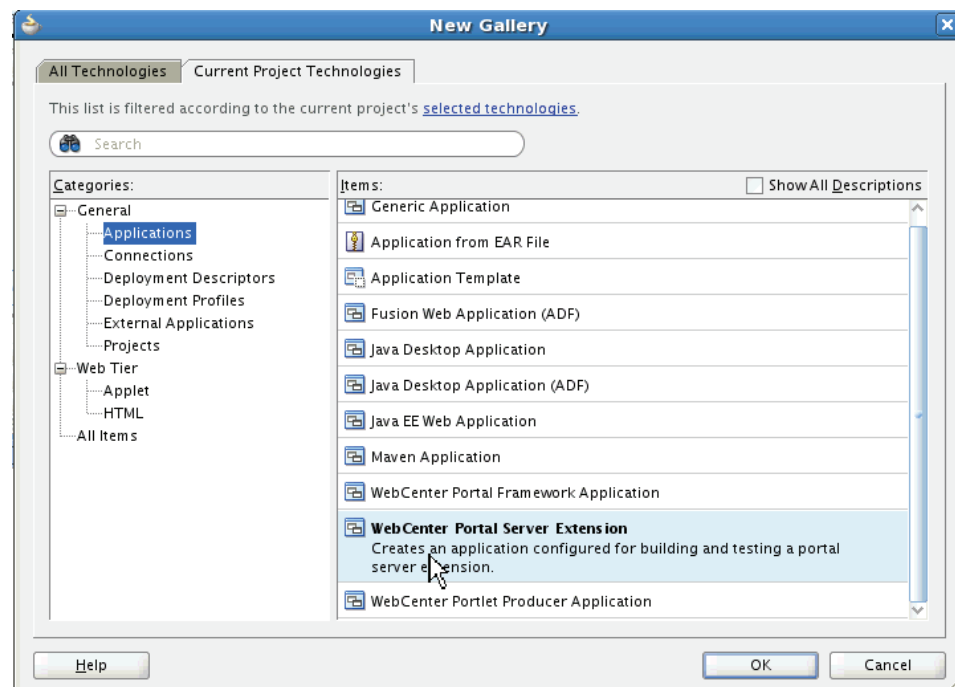 New Gallery
All Technologies
Current Project Technologies
This list is filtered according to the current project's selected technologies.
Search
Categories:
General
Applications
Connections
Deployment Descriptors
Deployment Profiles
External Applications
Projects
Web Tier
Applet
HTML
All Items
Items:
Show All Descriptions
Generic Application
Application from EAR File
Application Template
Fusion Web Application (ADF)
Java Desktop Application
Java Desktop Application (ADF)
Java EE Web Application
Maven Application
WebCenter Portal Framework Application
WebCenter Portal Server Extension
Creates an application configured for building and testing a portal
server extension.
WebCenter Portlet Producer Application
Help
OK
Cancel